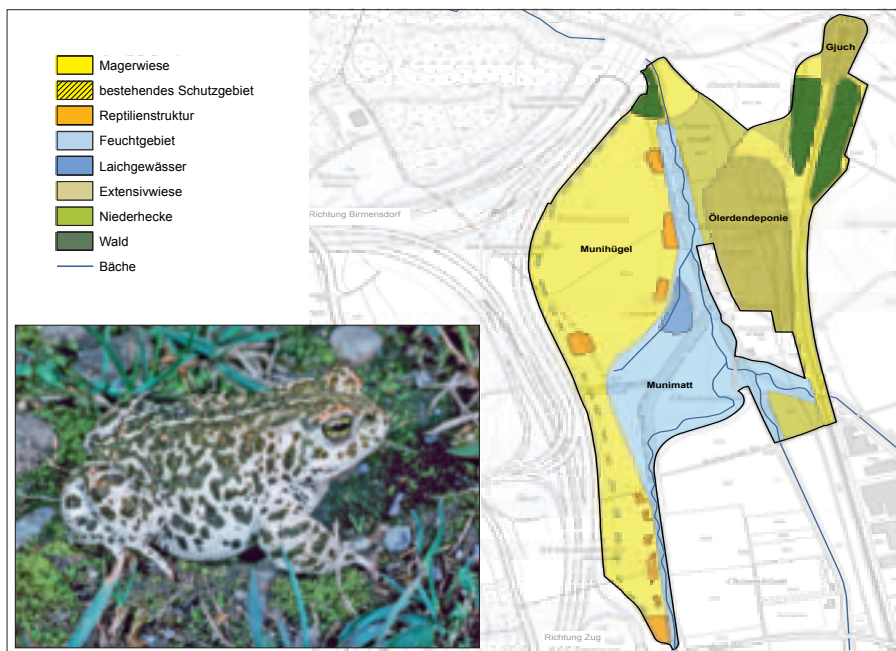 Magerwiese
bestehendes Schutzgebiet
Reptilienstruktur
Feuchtgebiet
Laichgewässer
Extensivwiese
Niederhecke
Wald
Bäche
Gjuch
Richtung Birmensdorf
Ölerdendeponie
Munihügel
Munimatt
Richtung Zug